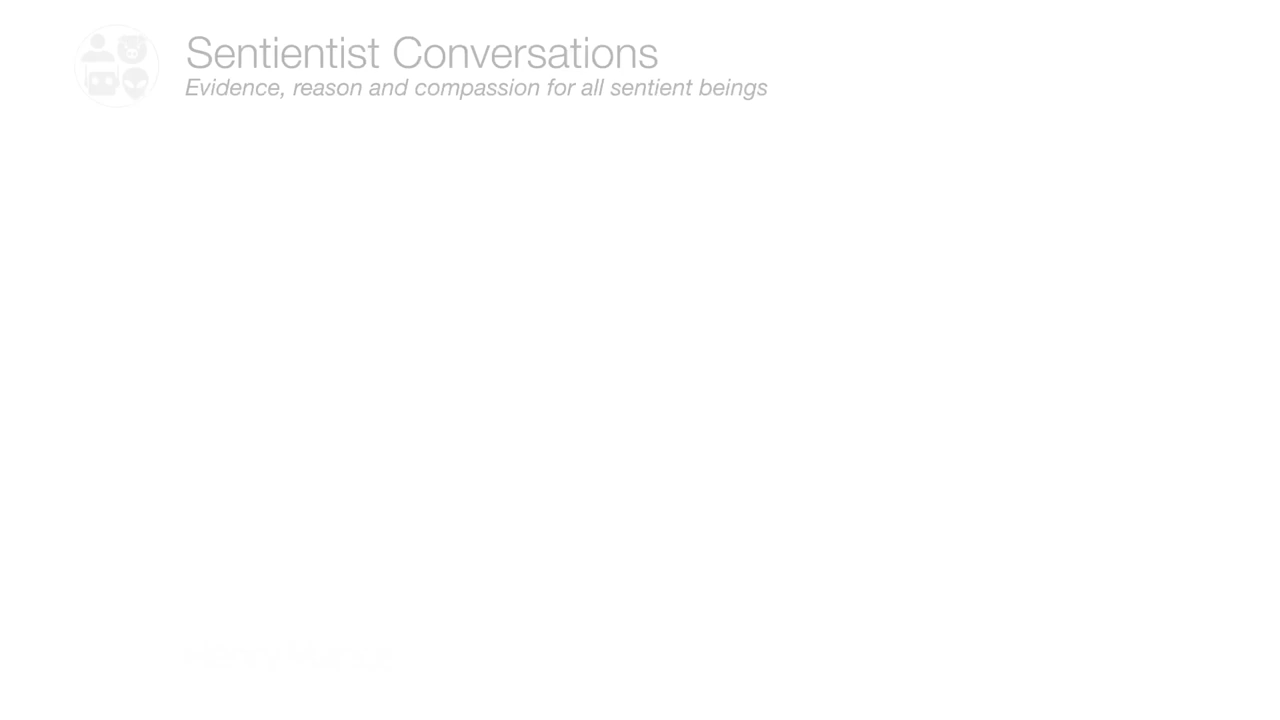 Sentientist Conversations
Evidence, reason and compassion for all sentient beings